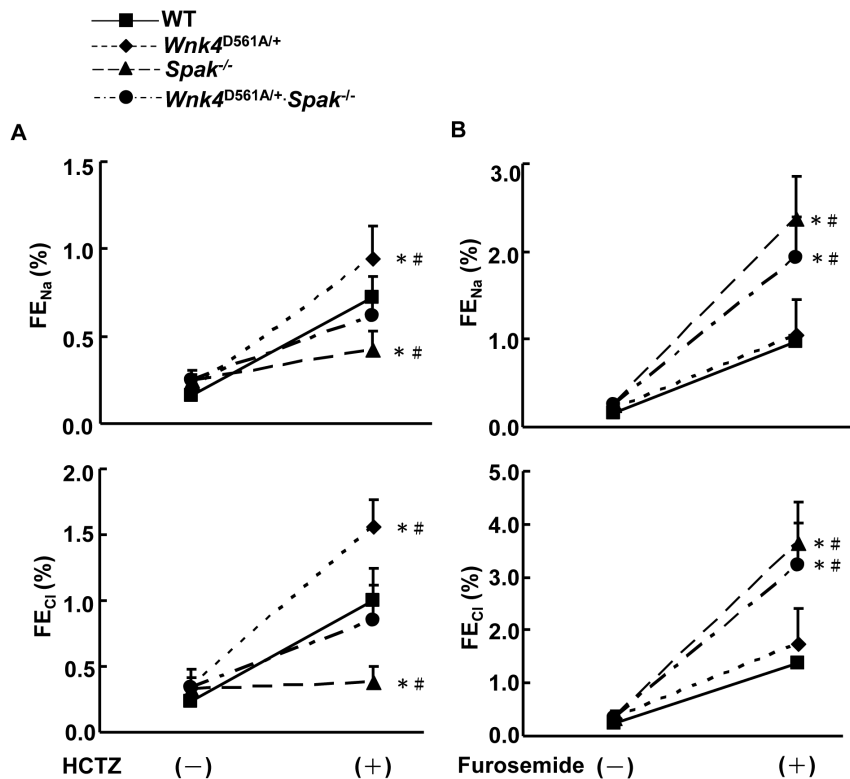 WT
Wnk4D561A/+
Spak-/-
Wnk4D561A/+.Spak-/-
A
B
1.5
1.0
0.5
0.0
FENa (%)
* #
* #
3.0
2.0
1.0
0.0
FENa (%)
* #
* #
2.0
1.5
1.0
0.5
0.0
FECl (%)
* #
* #
5.0
4.0
3.0
2.0
1.0
0.0
FECl (%)
* #
* #
HCTZ (−) (+)
Furosemide (−) (+)